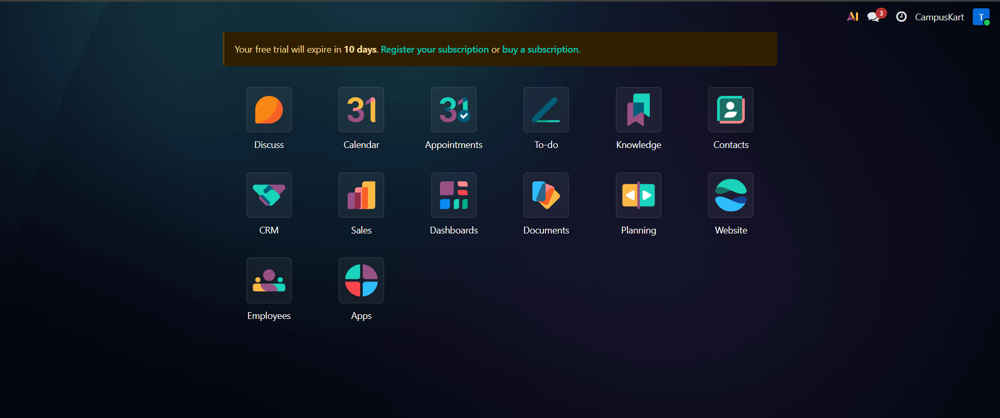 AI 3 CampusKart T
Your free trial will expire in 10 days. Register your subscription or buy a subscription.
31 31
Discuss Calendar Appointments To-do Knowledge Contacts
CRM Sales Dashboards Documents Planning Website
Employees Apps